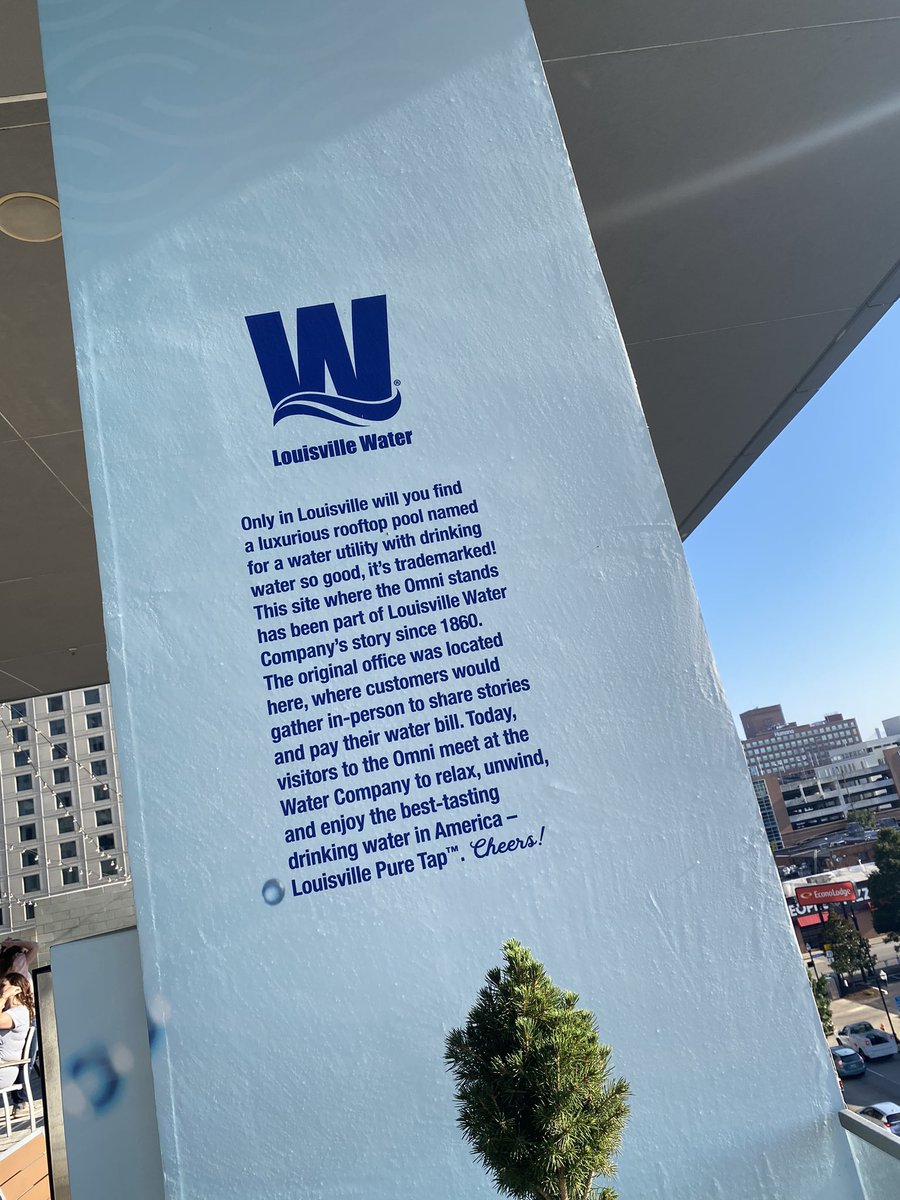 W®
Louisville Water
Only in Louisville will you find
a luxurious rooftop pool named
for a water utility with drinking
water so good, it's trademarked!
This site where the Omni stands
has been part of Louisville Water
Company's story since 1860.
The original office was located
here, where customers would
gather in-person to share stories
and pay their water bill. Today,
visitors to the Omni meet at the
Water Company to relax, unwind,
and enjoy the best-tasting
drinking water in America –
Louisville Pure Tap™. Cheers!
EconoLodge